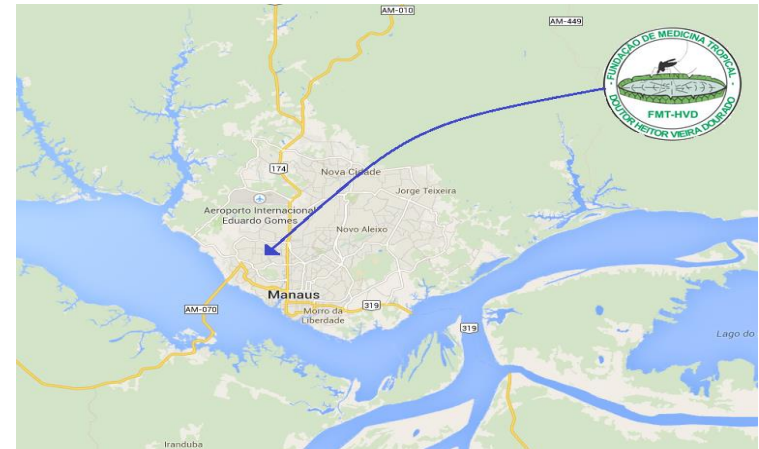 AM-010
AM-449
FUNDAÇÃO DE MEDICINA TROPICAL
FMT-HVD
DOUTOR HEITOR VIEIRA DOURADO
174
Nova Cidade
Jorge Teixeira
Aeroporto Internacional
Eduardo Gomes
Novo Aleixo
Manaus
319
AM-070
Morro da
Liberdade
319
Lago do
Iranduba